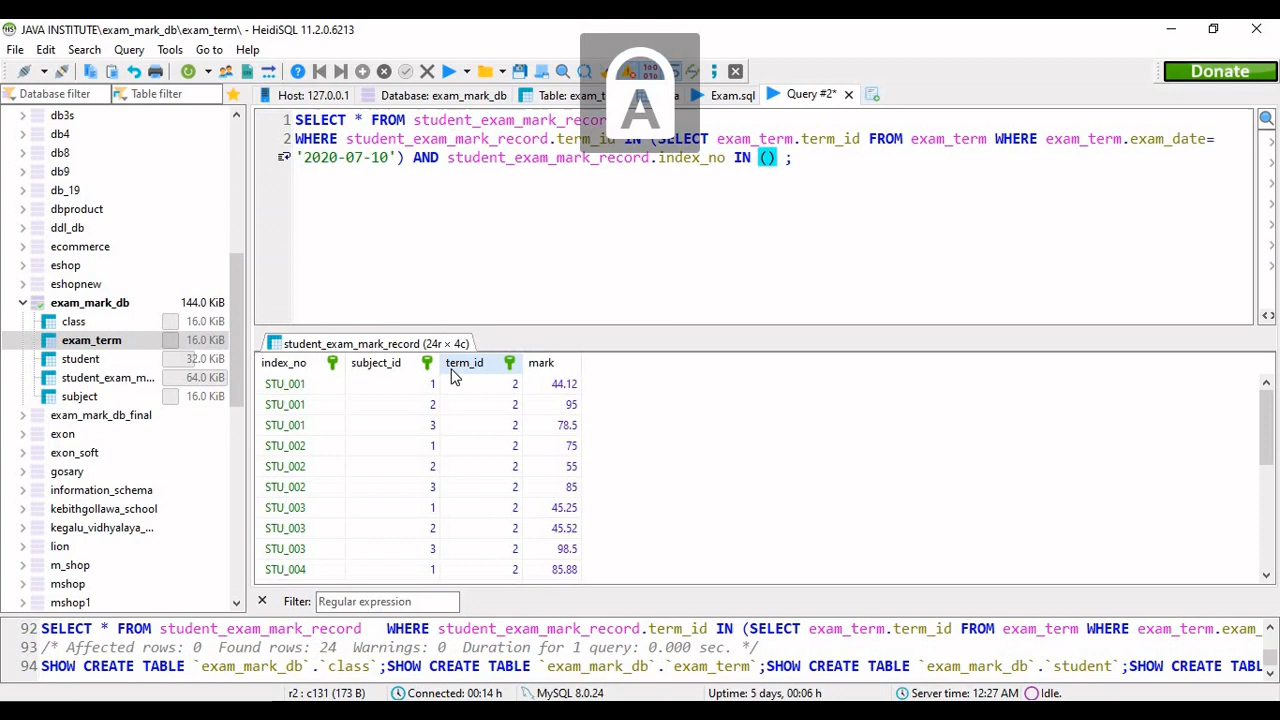 JAVA INSTITUTE\exam_mark_db\exam_term\ - HeidiSQL 11.2.0.6213
File Edit Search Query Tools Go to Help
Donate
Database filter Table filter Host: 127.0.0.1 Database: exam_mark_db Table: exam_te Exam.sql Query #2*
A
1 SELECT * FROM student_exam_mark_reco
2 WHERE student_exam_mark_record.term_id IN (SELECT exam_term.term_id FROM exam_term WHERE exam_term.exam_date=
'2020-07-10') AND student_exam_mark_record.index_no IN () ;
db3s
db4
db8
db9
db_19
dbproduct
ddl_db
ecommerce
eshop
eshopnew
exam_mark_db 144.0 KiB
class 16.0 KiB
exam_term 16.0 KiB
student 32.0 KiB
student_exam_m... 64.0 KiB
subject 16.0 KiB
exam_mark_db_final
exon
exon_soft
gosary
information_schema
kebithgollawa_school
kegalu_vidhyalaya_...
lion
m_shop
mshop
mshop1
student_exam_mark_record (24r × 4c)
index_no subject_id term_id mark
STU_001 1 2 44.12
STU_001 2 2 95
STU_001 3 2 78.5
STU_002 1 2 75
STU_002 2 2 55
STU_002 3 2 85
STU_003 1 2 45.25
STU_003 2 2 45.52
STU_003 3 2 98.5
STU_004 1 2 85.88
Filter: Regular expression
92 SELECT * FROM student_exam_mark_record WHERE student_exam_mark_record.term_id IN (SELECT exam_term.term_id FROM exam_term WHERE exam_term.exam_
93 /* Affected rows: 0 Found rows: 24 Warnings: 0 Duration for 1 query: 0.000 sec. */
94 SHOW CREATE TABLE `exam_mark_db`.`class`;SHOW CREATE TABLE `exam_mark_db`.`exam_term`;SHOW CREATE TABLE `exam_mark_db`.`student`;SHOW CREATE TABL
r2 : c131 (173 B) Connected: 00:14 h MySQL 8.0.24 Uptime: 5 days, 00:06 h Server time: 12:27 AM Idle.